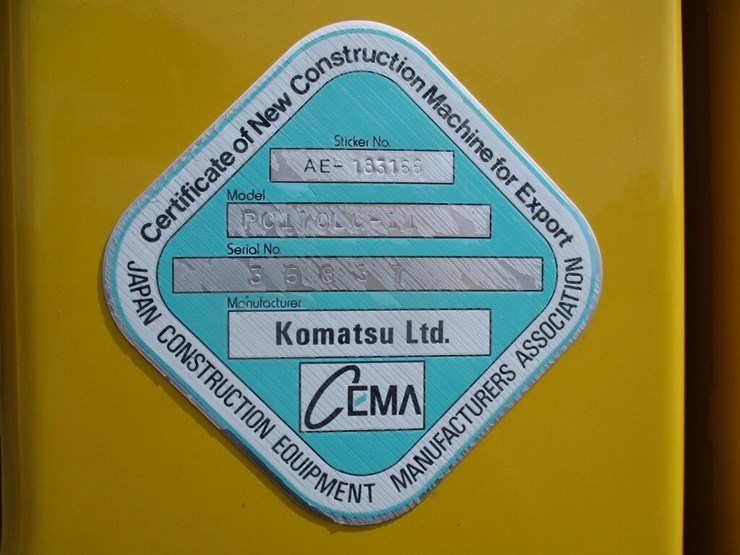 Certificate of New Construction Machine for Export
Sticker No.
AE- 183166
Model
PC170LC-11
Serial No.
Manufacturer
Komatsu Ltd.
CEMA
JAPAN CONSTRUCTION EQUIPMENT MANUFACTURERS ASSOCIATION